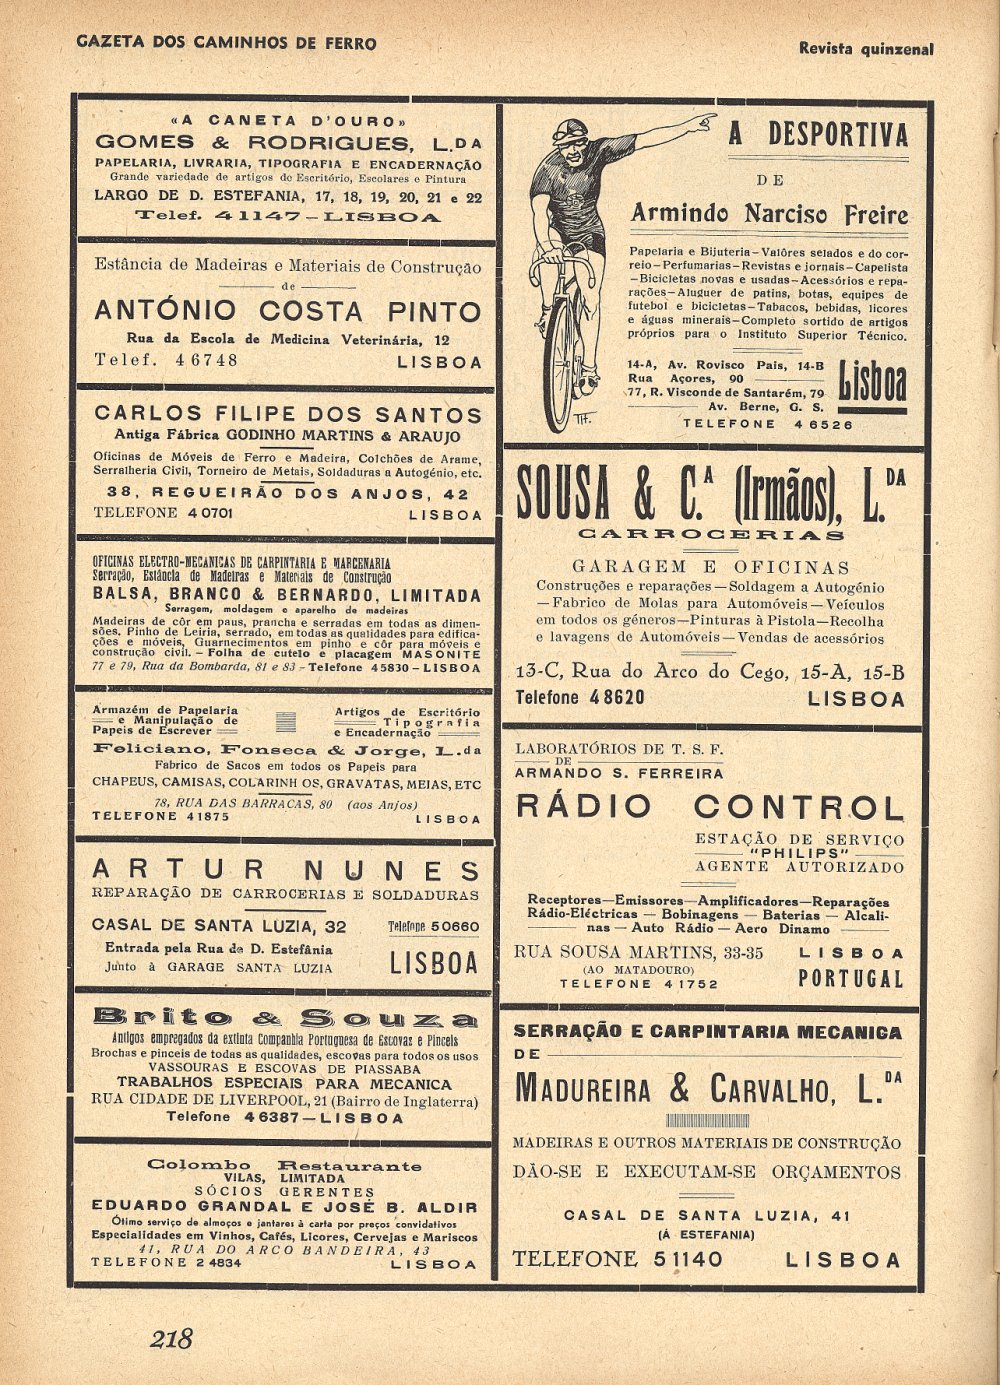 GAZETA DOS CAMINHOS DE FERRO
Revista quinzenal
«A CANETA D'OURO»
GOMES & RODRIGUES, L.DA
PAPELARIA, LIVRARIA, TIPOGRAFIA E ENCADERNAÇÃO
Grande variedade de artigos de Escritório, Escolares e Pintura
LARGO DE D. ESTEFANIA, 17, 18, 19, 20, 21 e 22
Telef. 41147—LISBOA
Estância de Madeiras e Materiais de Construção
de
ANTÓNIO COSTA PINTO
Rua da Escola de Medicina Veterinária, 12
Telef. 46748 LISBOA
CARLOS FILIPE DOS SANTOS
Antiga Fábrica GODINHO MARTINS & ARAUJO
Oficinas de Móveis de Ferro e Madeira, Colchões de Arame,
Serralheria Civil, Torneiro de Metais, Soldaduras a Autogénio, etc.
38, REGUEIRÃO DOS ANJOS, 42
TELEFONE 40701 LISBOA
OFICINAS ELECTRO-MECANICAS DE CARPINTARIA E MARCENARIA
Serração, Estância de Madeiras e Materiais de Construção
BALSA, BRANCO & BERNARDO, LIMITADA
Serragem, moldagem e aparelho de madeiras
Madeiras de côr em paus, prancha e serradas em todas as dimen-
sões. Pinho de Leiria, serrado, em todas as qualidades para edifica-
ções e móveis, Guarnecimentos em pinho e côr para móveis e
construção civil. — Folha de cutelo e placagem MASONITE
77 e 79, Rua da Bombarda, 81 e 83 - Telefone 45830 - LISBOA
Armazém de Papelaria
e Manipulação de
Papeis de Escrever
Artigos de Escritório
Tipografia
e Encadernação
Feliciano, Fonseca & Jorge, L.da
Fabrico de Sacos em todos os Papeis para
CHAPEUS, CAMISAS, COLARINH OS, GRAVATAS, MEIAS, ETC
78, RUA DAS BARRACAS, 80 (aos Anjos)
TELEFONE 41875 LISBOA
ARTUR NUNES
REPARAÇÃO DE CARROCERIAS E SOLDADURAS
CASAL DE SANTA LUZIA, 32 Telefone 50660
Entrada pela Rua de D. Estefânia
Junto à GARAGE SANTA LUZIA LISBOA
Brito & Souza
Antigos empregados da extinta Companhia Portuguesa de Escovas e Pinceis
Brochas e pinceis de todas as qualidades, escovas para todos os usos
VASSOURAS E ESCOVAS DE PIASSABA
TRABALHOS ESPECIAIS PARA MECANICA
RUA CIDADE DE LIVERPOOL, 21 (Bairro de Inglaterra)
Telefone 46387—LISBOA
Colombo Restaurante
VILAS, LIMITADA
SÓCIOS GERENTES
EDUARDO GRANDAL E JOSÉ B. ALDIR
Ótimo serviço de almoços e jantares à carta por preços convidativos
Especialidades em Vinhos, Cafés, Licores, Cervejas e Mariscos
41, RUA DO ARCO BANDEIRA, 43
TELEFONE 24834 LISBOA
A DESPORTIVA
DE
Armindo Narciso Freire
Papelaria e Bijuteria—Valôres selados e do cor-
reio—Perfumarias—Revistas e jornais—Capelista
—Bicicletas novas e usadas—Acessórios e repa-
rações—Aluguer de patins, botas, equipes de
futebol e bicicletas—Tabacos, bebidas, licores
e águas minerais—Completo sortido de artigos
próprios para o Instituto Superior Técnico.
14-A, Av. Rovisco Pais, 14-B
Rua Açores, 90
77, R. Visconde de Santarém, 79
Av. Berne, G. S.
Lisboa
TELEFONE 46526
SOUSA & C.A (Irmãos), L.DA
CARROCERIAS
GARAGEM E OFICINAS
Construções e reparações—Soldagem a Autogénio
—Fabrico de Molas para Automóveis—Veículos
em todos os géneros—Pinturas à Pistola—Recolha
e lavagens de Automóveis—Vendas de acessórios
13-C, Rua do Arco do Cego, 15-A, 15-B
Telefone 48620 LISBOA
LABORATÓRIOS DE T. S. F.
DE
ARMANDO S. FERREIRA
RÁDIO CONTROL
ESTAÇÃO DE SERVIÇO
"PHILIPS"
AGENTE AUTORIZADO
Receptores—Emissores—Amplificadores—Reparações
Rádio-Eléctricas — Bobinagens — Baterias — Alcali-
nas — Auto Rádio — Aero Dinamo
RUA SOUSA MARTINS, 33-35 LISBOA
(AO MATADOURO)
TELEFONE 41752 PORTUGAL
SERRAÇÃO E CARPINTARIA MECANICA
DE
MADUREIRA & CARVALHO, L.DA
MADEIRAS E OUTROS MATERIAIS DE CONSTRUÇÃO
DÃO-SE E EXECUTAM-SE ORÇAMENTOS
CASAL DE SANTA LUZIA, 41
(Á ESTEFANIA)
TELEFONE 51140 LISBOA
218